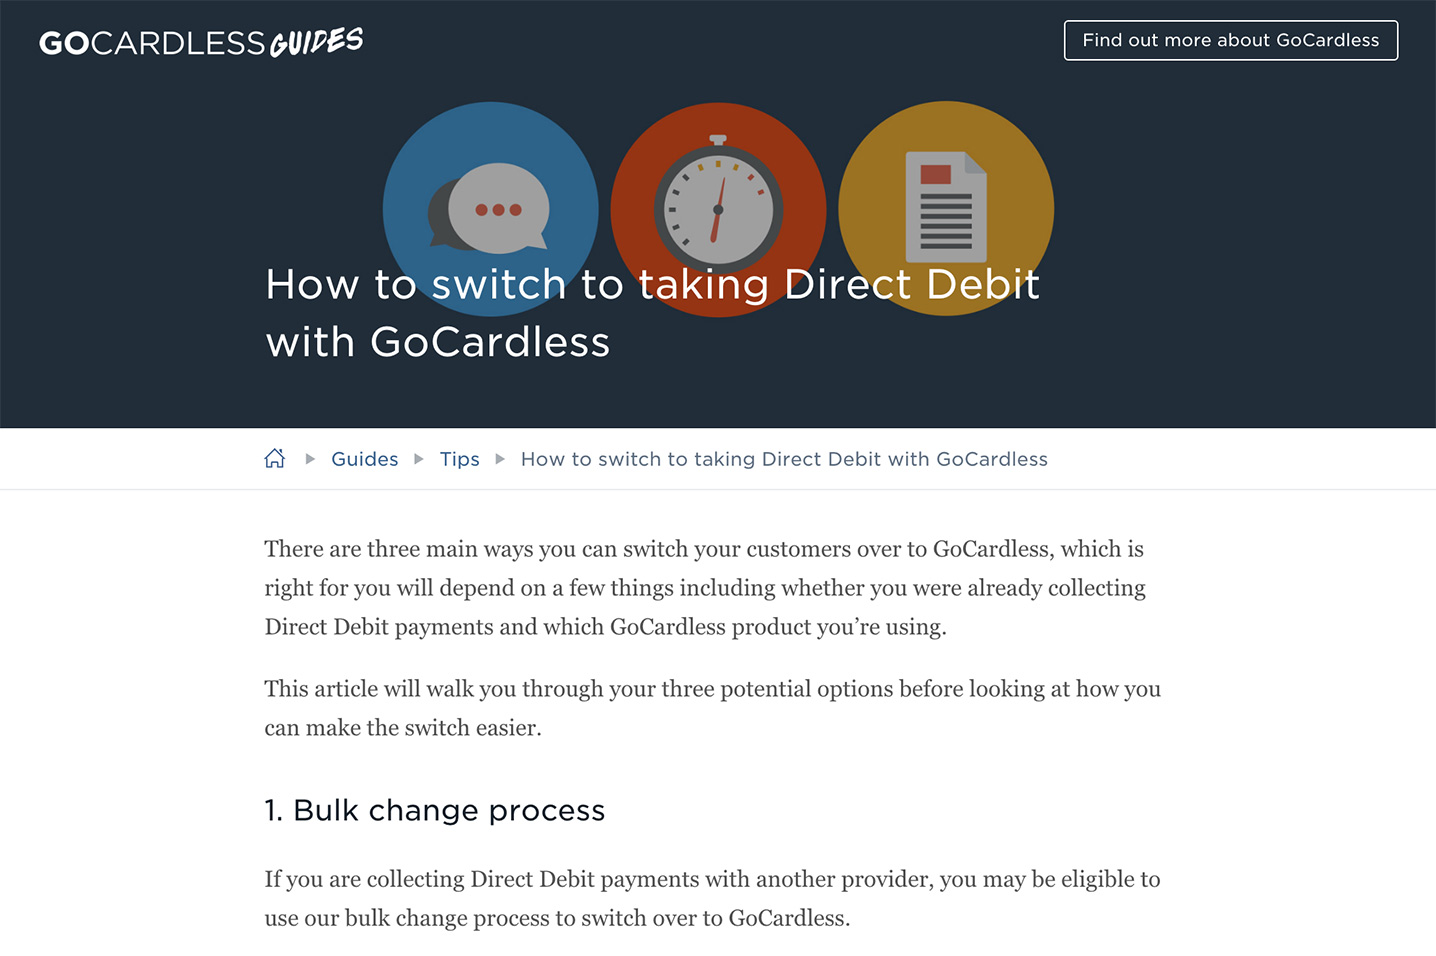 GOCARDLESS GUIDES
Find out more about GoCardless
How to switch to taking Direct Debit
with GoCardless
Guides
Tips
How to switch to taking Direct Debit with GoCardless
There are three main ways you can switch your customers over to GoCardless, which is
right for you will depend on a few things including whether you were already collecting
Direct Debit payments and which GoCardless product you’re using.
This article will walk you through your three potential options before looking at how you
can make the switch easier.
1. Bulk change process
If you are collecting Direct Debit payments with another provider, you may be eligible to
use our bulk change process to switch over to GoCardless.